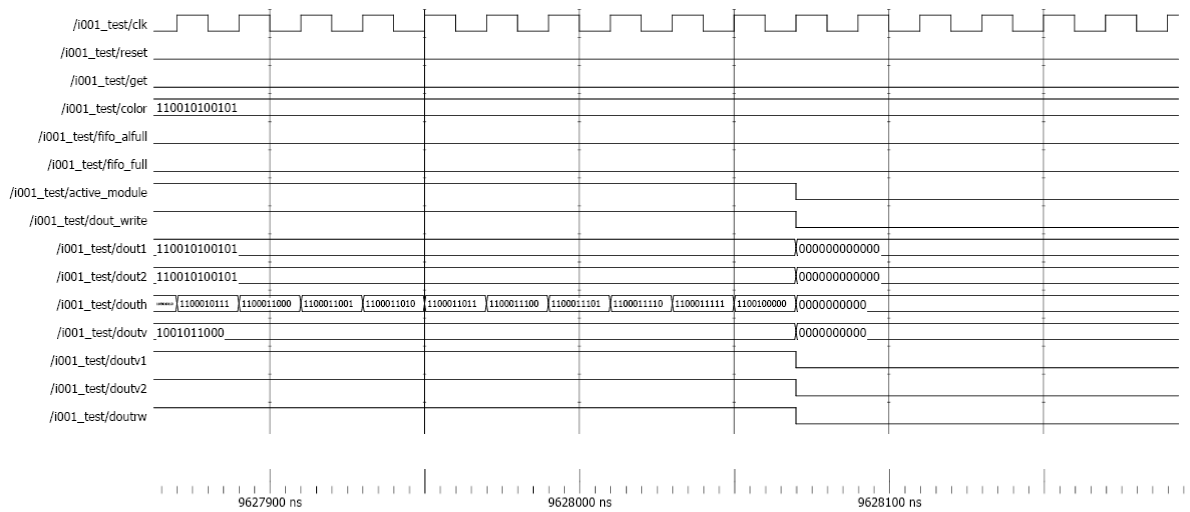 /i001_test/clk
/i001_test/reset
/i001_test/get
/i001_test/color 110010100101
/i001_test/fifo_alfull
/i001_test/fifo_full
/i001_test/active_module
/i001_test/dout_write
/i001_test/dout1 110010100101 000000000000
/i001_test/dout2 110010100101 000000000000
/i001_test/douth 1100010111 1100011000 1100011001 1100011010 1100011011 1100011100 1100011101 1100011110 1100011111 1100100000 0000000000
/i001_test/doutv 1001011000 0000000000
/i001_test/doutv1
/i001_test/doutv2
/i001_test/doutrw
9627900 ns 9628000 ns 9628100 ns